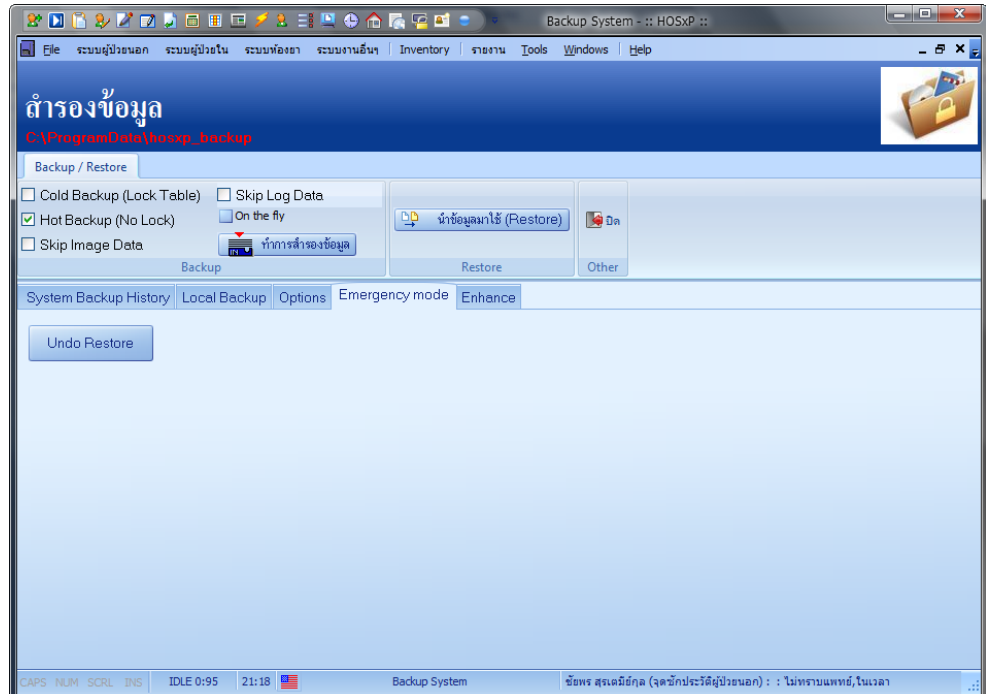 Backup System - :: HOSxP ::
File ระบบผู้ป่วยนอก ระบบผู้ป่วยใน ระบบห้องยา ระบบงานอื่นๆ Inventory รายงาน Tools Windows Help
สำรองข้อมูล
C:\ProgramData\hosxp_backup
Backup / Restore
Cold Backup (Lock Table) Skip Log Data
Hot Backup (No Lock) On the fly นำข้อมูลมาใช้ (Restore) ปิด
Skip Image Data ทำการสำรองข้อมูล
Backup Restore Other
System Backup History Local Backup Options Emergency mode Enhance
Undo Restore
CAPS NUM SCRL INS IDLE 0:95 21:18 Backup System ชัยพร สุรเตมีย์กุล (จุดซักประวัติผู้ป่วยนอก) : : ไม่ทราบแพทย์,ในเวลา